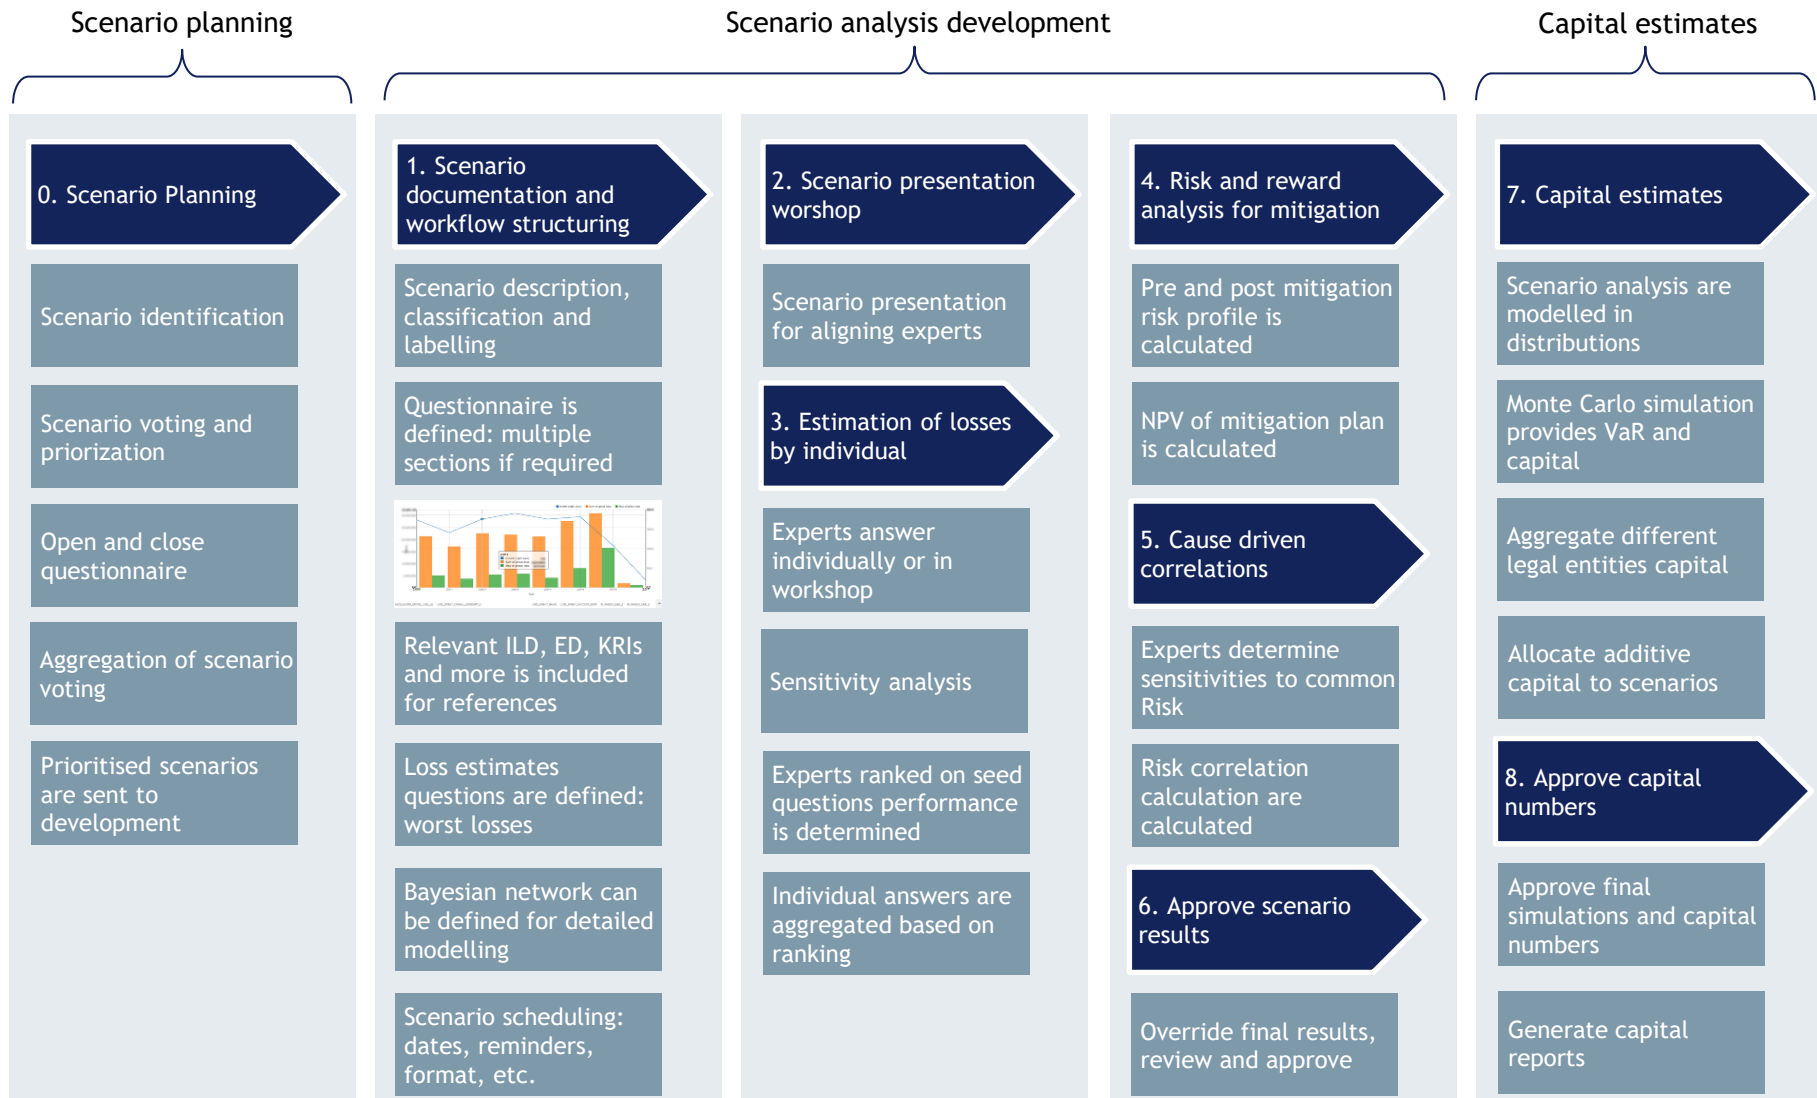 Scenario planning
Scenario analysis development
Capital estimates
0. Scenario Planning
Scenario identification
Scenario voting and
priorization
Open and close
questionnaire
Aggregation of scenario
voting
Prioritised scenarios
are sent to
development
1. Scenario
documentation and
workflow structuring
Scenario description,
classification and
labelling
Questionnaire is
defined: multiple
sections if required
Relevant ILD, ED, KRIs
and more is included
for references
Loss estimates
questions are defined:
worst losses
Bayesian network can
be defined for detailed
modelling
Scenario scheduling:
dates, reminders,
format, etc.
2. Scenario presentation
worshop
Scenario presentation
for aligning experts
3. Estimation of losses
by individual
Experts answer
individually or in
workshop
Sensitivity analysis
Experts ranked on seed
questions performance
is determined
Individual answers are
aggregated based on
ranking
4. Risk and reward
analysis for mitigation
Pre and post mitigation
risk profile is
calculated
NPV of mitigation plan
is calculated
5. Cause driven
correlations
Experts determine
sensitivities to common
Risk
Risk correlation
calculation are
calculated
6. Approve scenario
results
Override final results,
review and approve
7. Capital estimates
Scenario analysis are
modelled in
distributions
Monte Carlo simulation
provides VaR and
capital
Aggregate different
legal entities capital
Allocate additive
capital to scenarios
8. Approve capital
numbers
Approve final
simulations and capital
numbers
Generate capital
reports